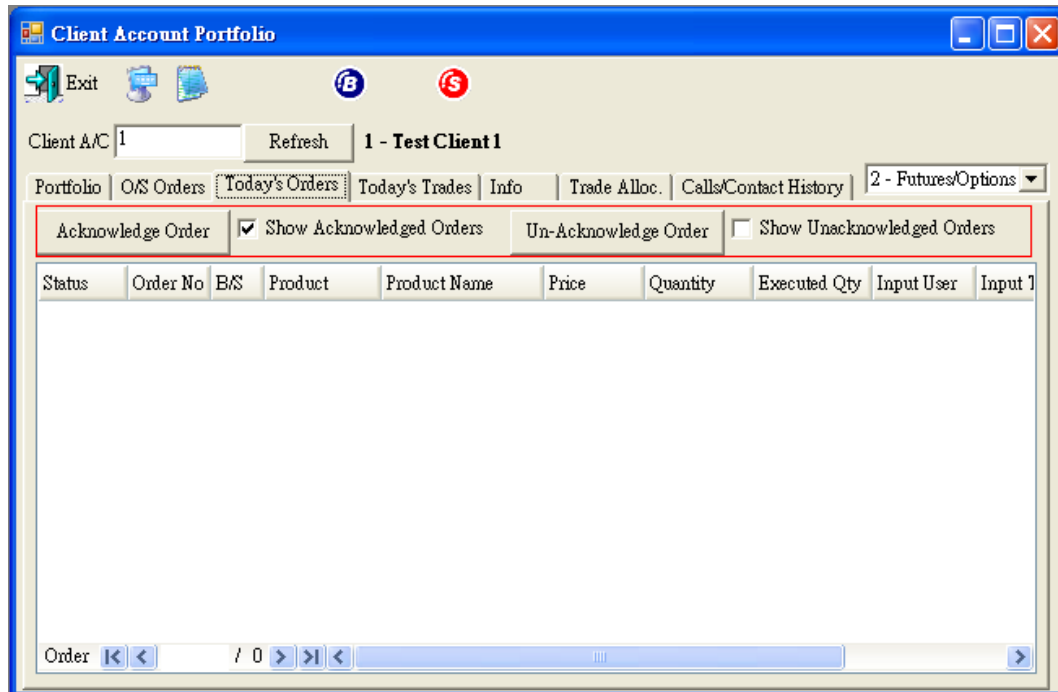 Client Account Portfolio
Exit B S
Client A/C 1 Refresh 1 - Test Client 1
Portfolio O/S Orders Today's Orders Today's Trades Info Trade Alloc. Calls/Contact History 2 - Futures/Options
Acknowledge Order Show Acknowledged Orders Un-Acknowledge Order Show Unacknowledged Orders
Status Order No B/S Product Product Name Price Quantity Executed Qty Input User Input
Order / 0